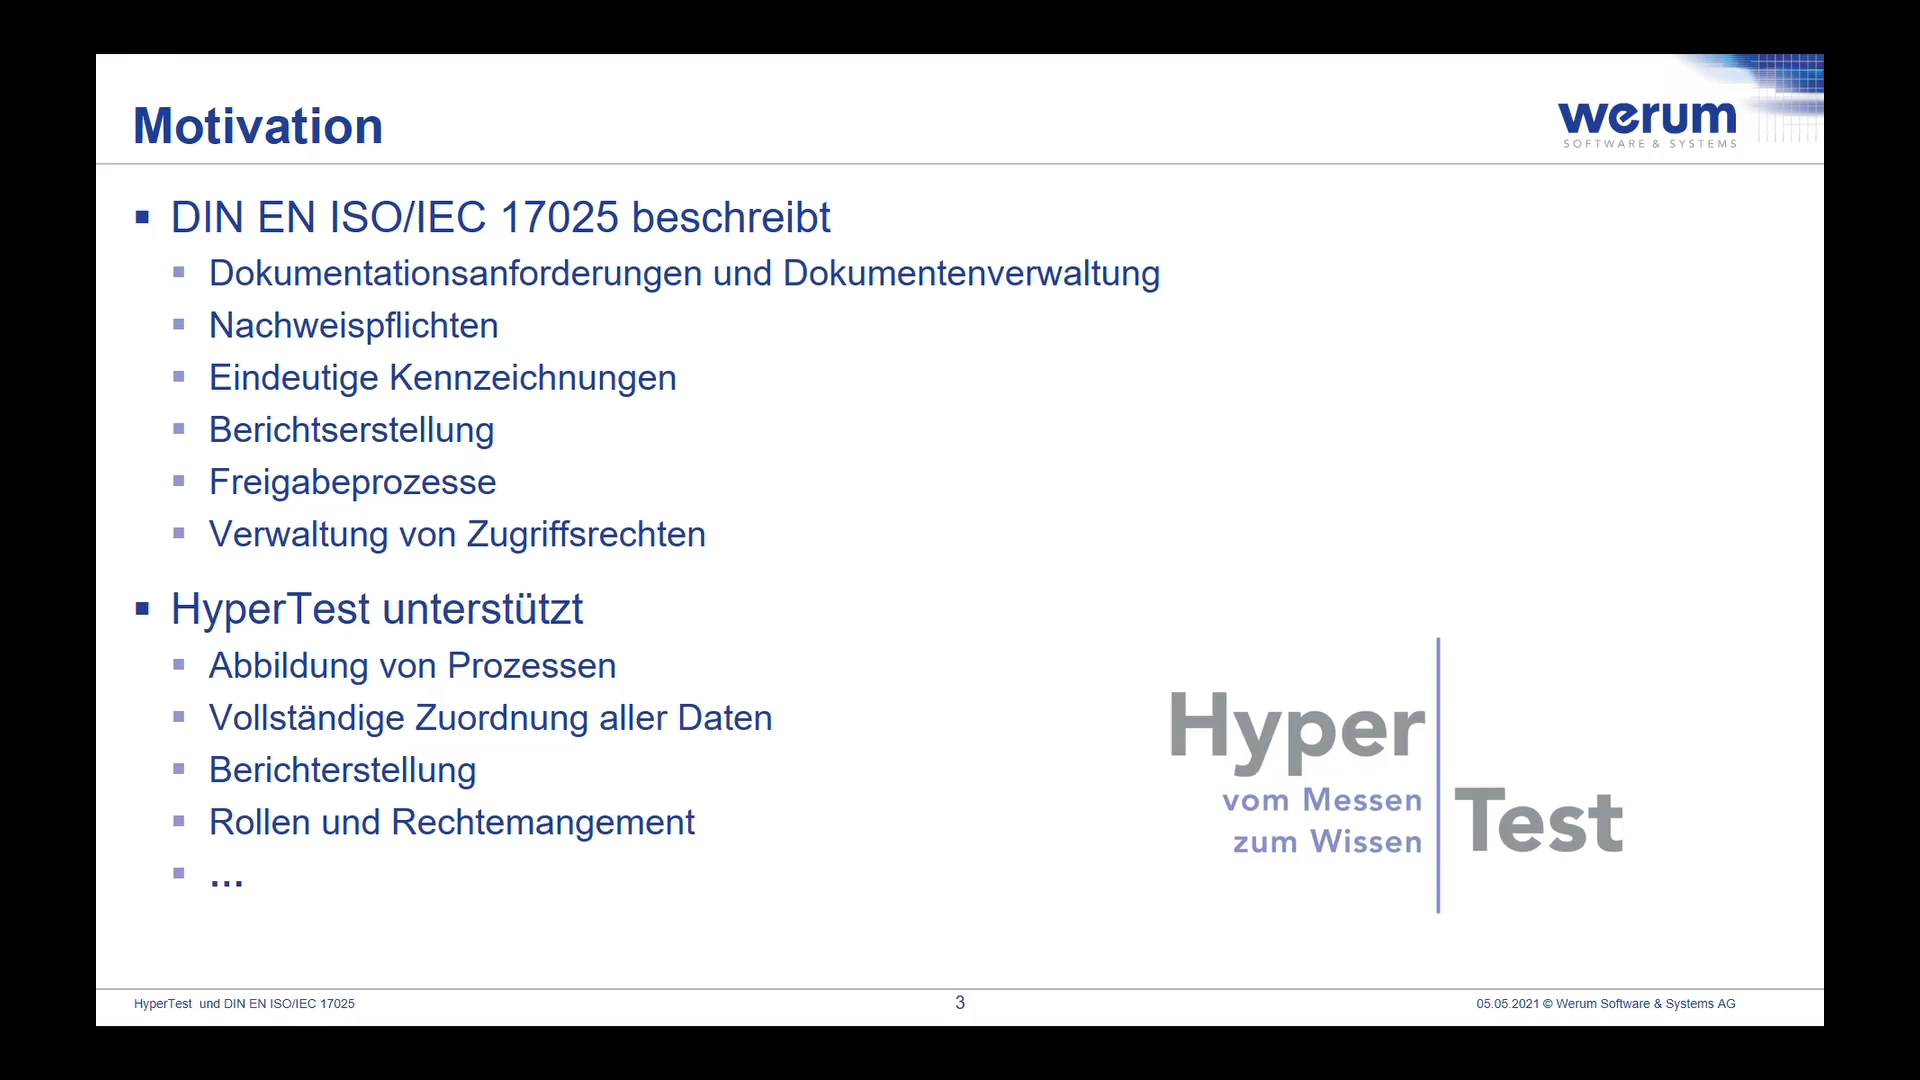 Motivation
werum
SOFTWARE & SYSTEMS
DIN EN ISO/IEC 17025 beschreibt
Dokumentationsanforderungen und Dokumentenverwaltung
Nachweispflichten
Eindeutige Kennzeichnungen
Berichtserstellung
Freigabeprozesse
Verwaltung von Zugriffsrechten
HyperTest unterstützt
Abbildung von Prozessen
Vollständige Zuordnung aller Daten
Berichterstellung
Rollen und Rechtemangement
...
Hyper
vom Messen
zum Wissen
Test
HyperTest und DIN EN ISO/IEC 17025
3
05.05.2021 © Werum Software & Systems AG